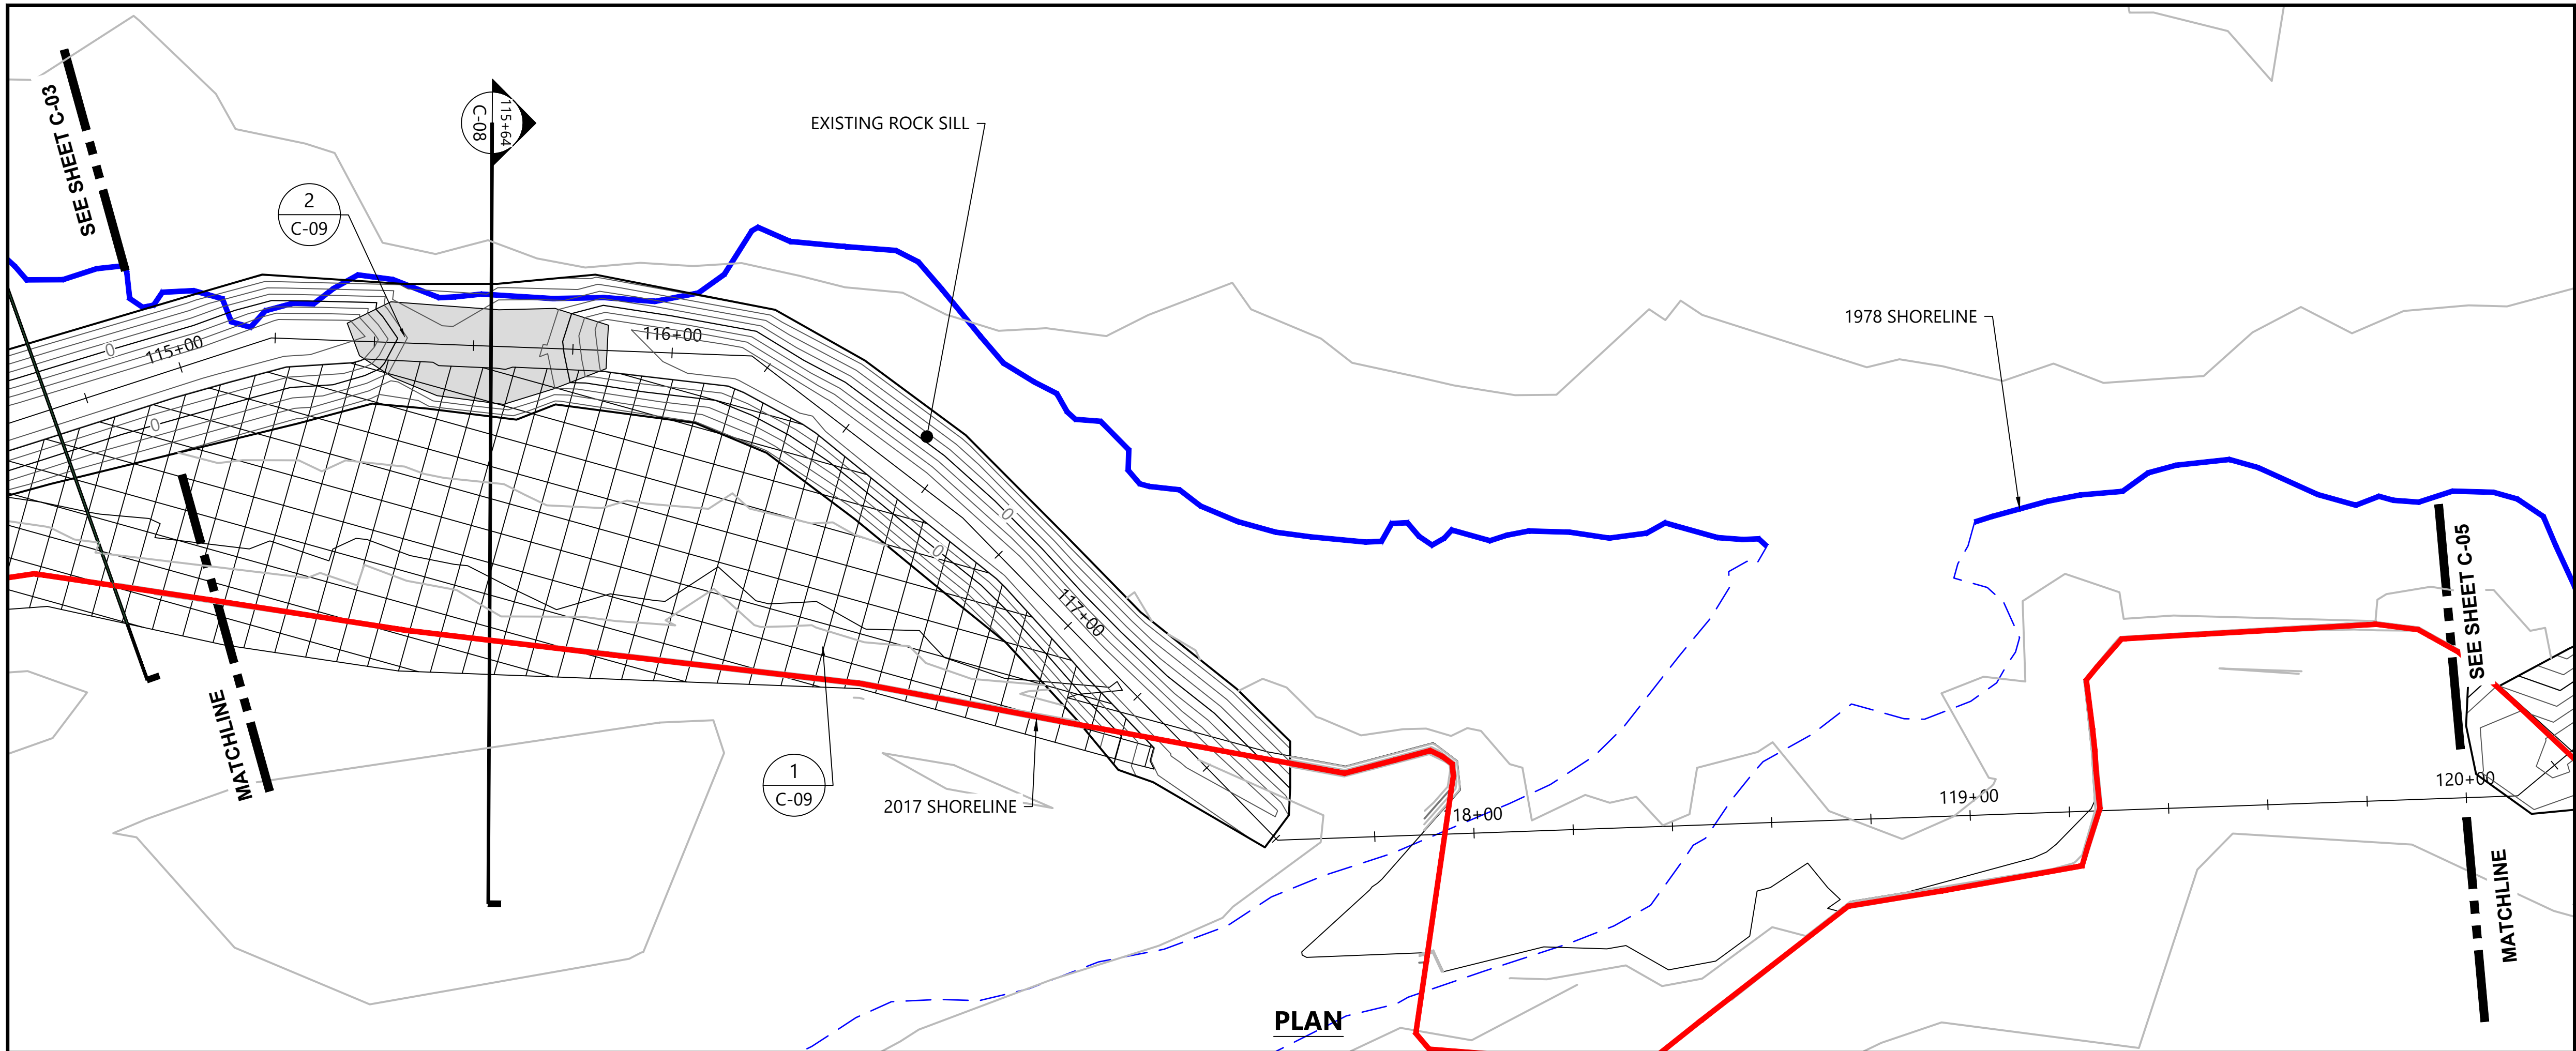 SEE SHEET C-03
115+64
C-08
EXISTING ROCK SILL
2
C-09
1978 SHORELINE
116+00
115+00
0
0
0
0
117+00
SEE SHEET C-05
MATCHLINE
1
C-09
2017 SHORELINE
18+00
119+00
120+00
MATCHLINE
PLAN